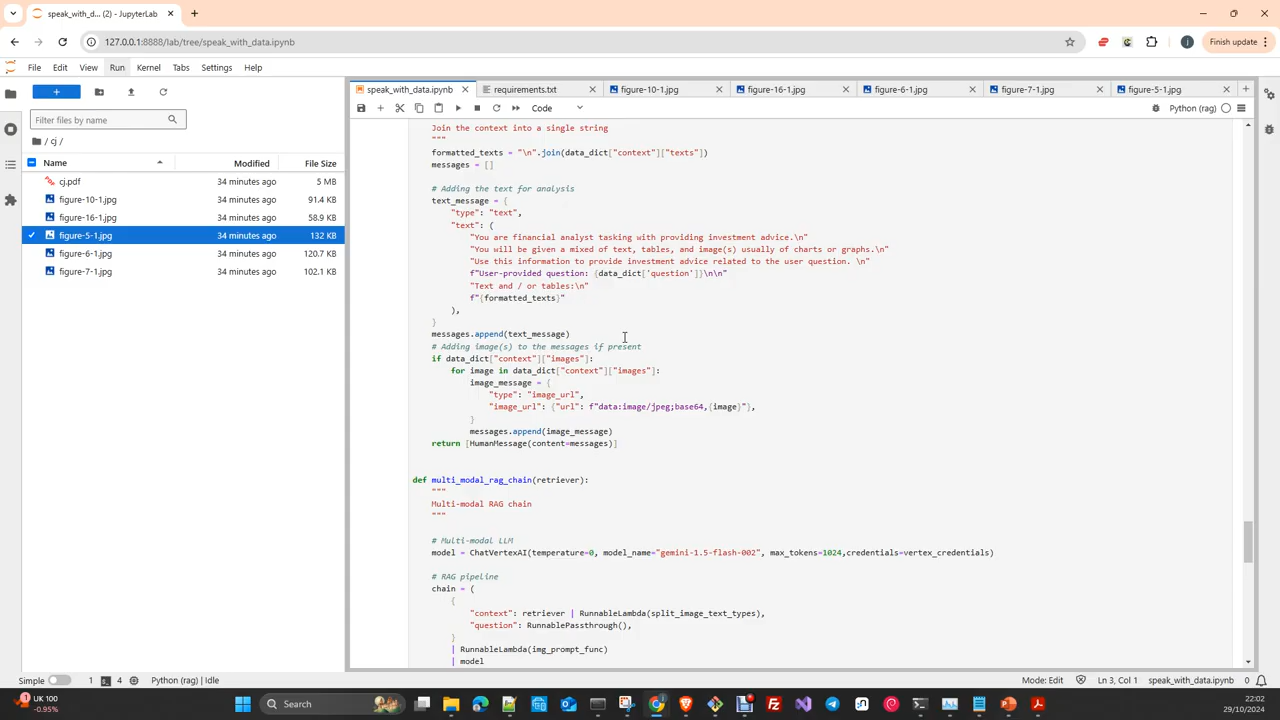 speak_with_d... (2) - JupyterLab
127.0.0.1:8888/lab/tree/speak_with_data.ipynb
Finish update
File Edit View Run Kernel Tabs Settings Help
speak_with_data.ipynb requirements.txt figure-10-1.jpg figure-16-1.jpg figure-6-1.jpg figure-7-1.jpg figure-5-1.jpg
Code Python (rag)
Filter files by name
/ cj /
Name Modified File Size
cj.pdf 34 minutes ago 5 MB
figure-10-1.jpg 34 minutes ago 91.4 KB
figure-16-1.jpg 34 minutes ago 58.9 KB
figure-5-1.jpg 34 minutes ago 132 KB
figure-6-1.jpg 34 minutes ago 120.7 KB
figure-7-1.jpg 34 minutes ago 102.1 KB
Join the context into a single string
"""
formatted_texts = "\n".join(data_dict["context"]["texts"])
messages = []
# Adding the text for analysis
text_message = {
"type": "text",
"text": (
"You are financial analyst tasking with providing investment advice.\n"
"You will be given a mixed of text, tables, and image(s) usually of charts or graphs.\n"
"Use this information to provide investment advice related to the user question. \n"
f"User-provided question: {data_dict['question']}\n\n"
"Text and / or tables:\n"
f"{formatted_texts}"
),
}
messages.append(text_message)
# Adding image(s) to the messages if present
if data_dict["context"]["images"]:
for image in data_dict["context"]["images"]:
image_message = {
"type": "image_url",
"image_url": {"url": f"data:image/jpeg;base64,{image}"},
}
messages.append(image_message)
return [HumanMessage(content=messages)]
def multi_modal_rag_chain(retriever):
"""
Multi-modal RAG chain
"""
# Multi-modal LLM
model = ChatVertexAI(temperature=0, model_name="gemini-1.5-flash-002", max_tokens=1024,credentials=vertex_credentials)
# RAG pipeline
chain = (
{
"context": retriever | RunnableLambda(split_image_text_types),
"question": RunnablePassthrough(),
}
| RunnableLambda(img_prompt_func)
| model
Simple 1 4 Python (rag) | Idle Mode: Edit Ln 3, Col 1 speak_with_data.ipynb 0
UK 100
-0.95%
Search
22:02
29/10/2024